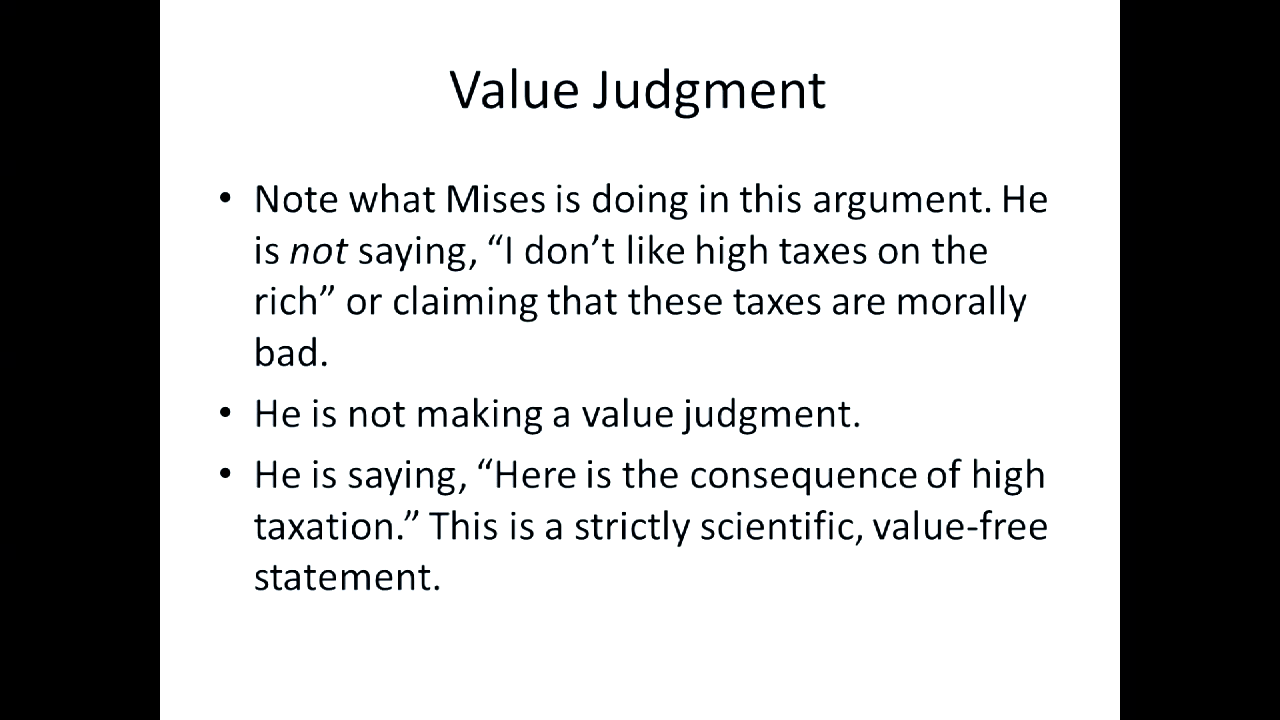 Value Judgment
• Note what Mises is doing in this argument. He
is not saying, “I don’t like high taxes on the
rich” or claiming that these taxes are morally
bad.
• He is not making a value judgment.
• He is saying, “Here is the consequence of high
taxation.” This is a strictly scientific, value-free
statement.